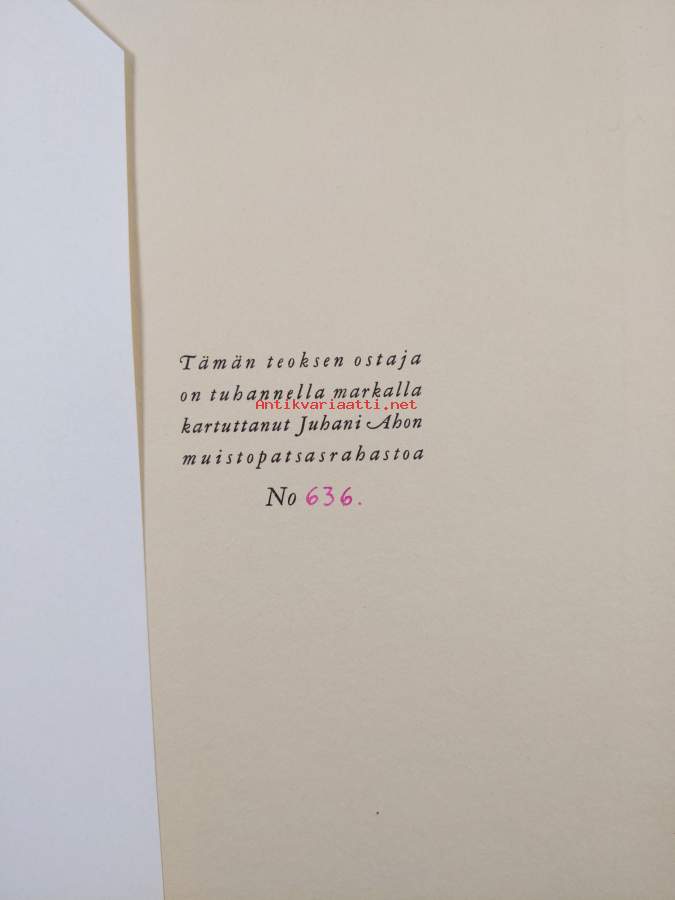 Tämän teoksen ostaja
on tuhannella markalla
Antikvariaatti.net
kartuttanut Juhani Ahon
muistopatsasrahastoa
No 636.